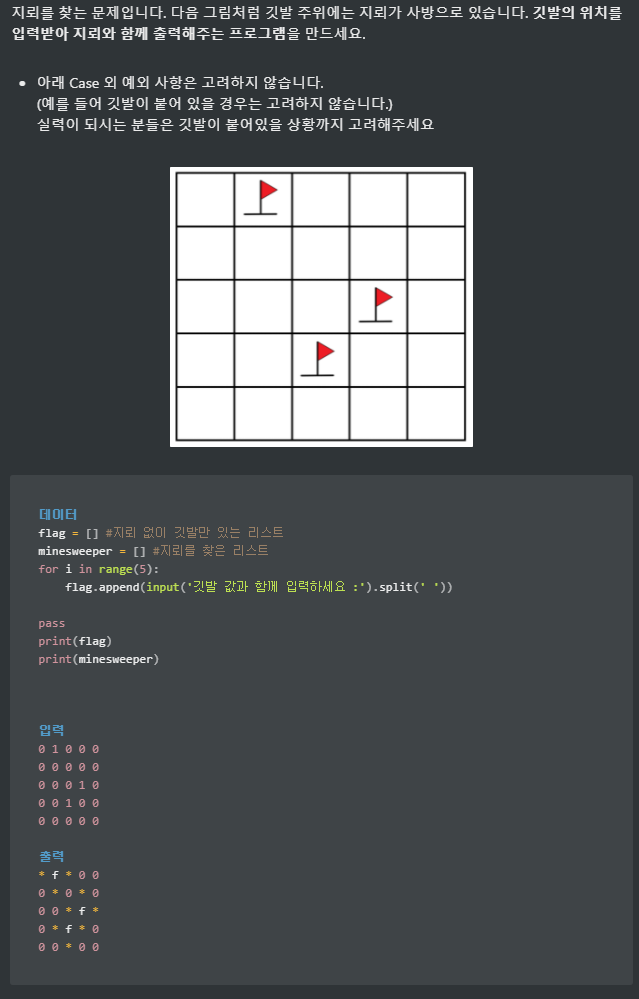 지뢰를 찾는 문제입니다. 다음 그림처럼 깃발 주위에는 지뢰가 사방으로 있습니다. 깃발의 위치를
입력받아 지뢰와 함께 출력해주는 프로그램을 만드세요.
• 아래 Case 외 예외 사항은 고려하지 않습니다.
(예를 들어 깃발이 붙어 있을 경우는 고려하지 않습니다.)
실력이 되시는 분들은 깃발이 붙어있을 상황까지 고려해주세요
데이터
flag = [] #지뢰 없이 깃발만 있는 리스트
minesweeper = [] #지뢰를 찾은 리스트
for i in range(5):
    flag.append(input('깃발 값과 함께 입력하세요 :').split(' '))
pass
print(flag)
print(minesweeper)
입력
0 1 0 0 0
0 0 0 0 0
0 0 0 1 0
0 0 1 0 0
0 0 0 0 0
출력
* f * 0 0
0 * 0 * 0
0 0 * f *
0 * f * 0
0 0 * 0 0